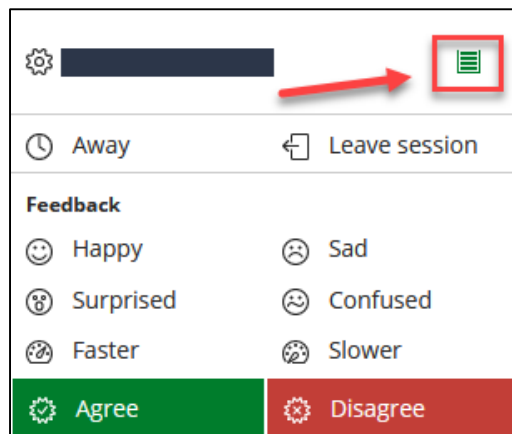 Away Leave session
Feedback
Happy Sad
Surprised Confused
Faster Slower
Agree Disagree